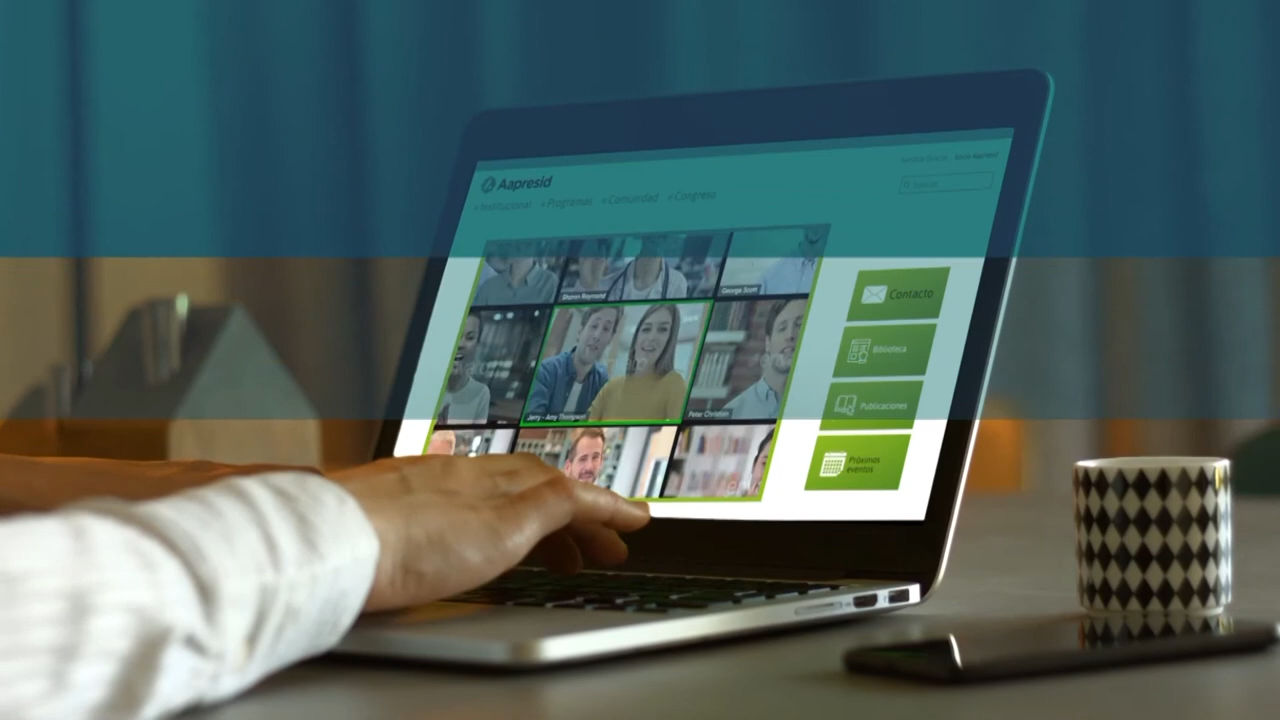 Aapresid
Institucional Programas Comunidad Congreso
Sharon Raymond
George Scott
Jerry - Amy Thompson
Peter Christian
Contacto
Biblioteca
Publicaciones
Próximos
eventos